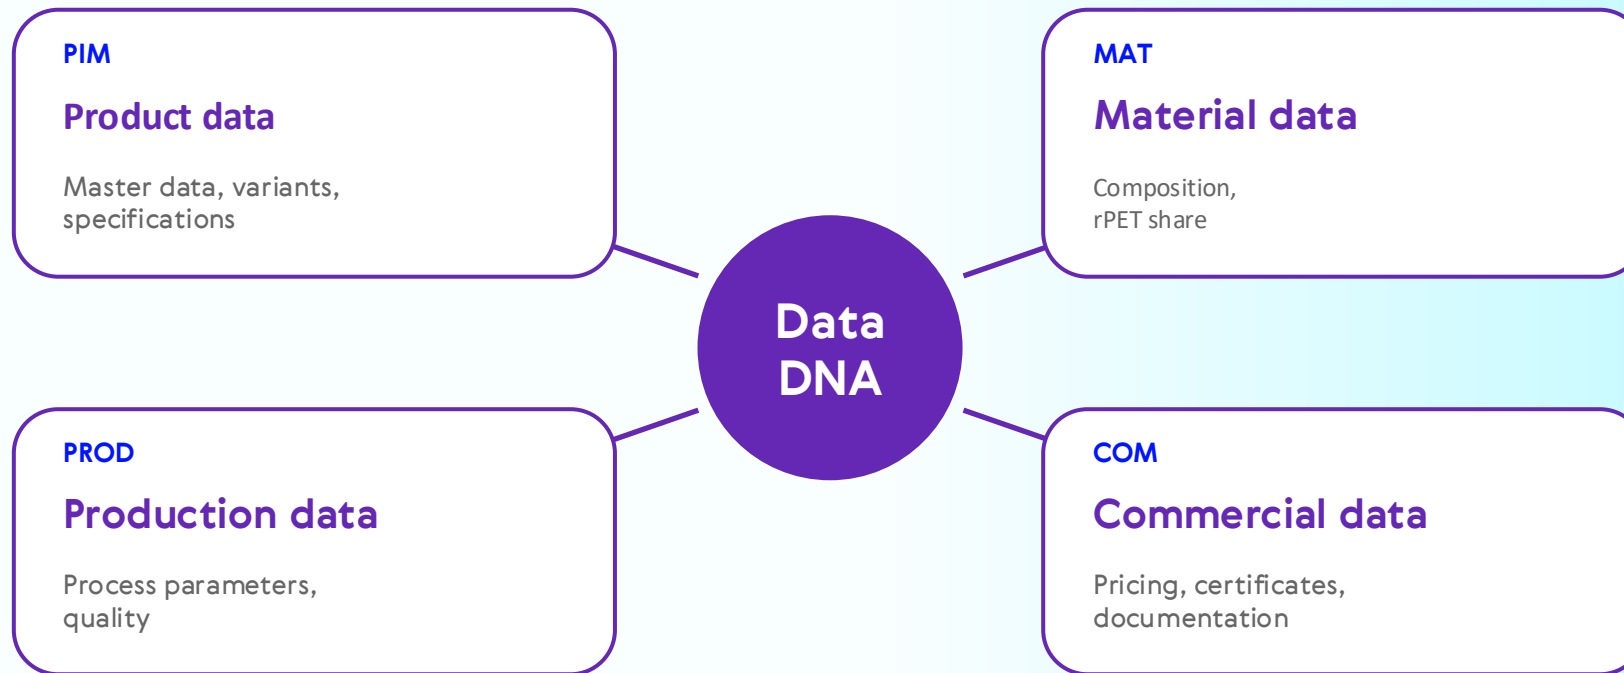 PIM
Product data
Master data, variants,
specifications
MAT
Material data
Composition,
rPET share
Data
DNA
PROD
Production data
Process parameters,
quality
COM
Commercial data
Pricing, certificates,
documentation